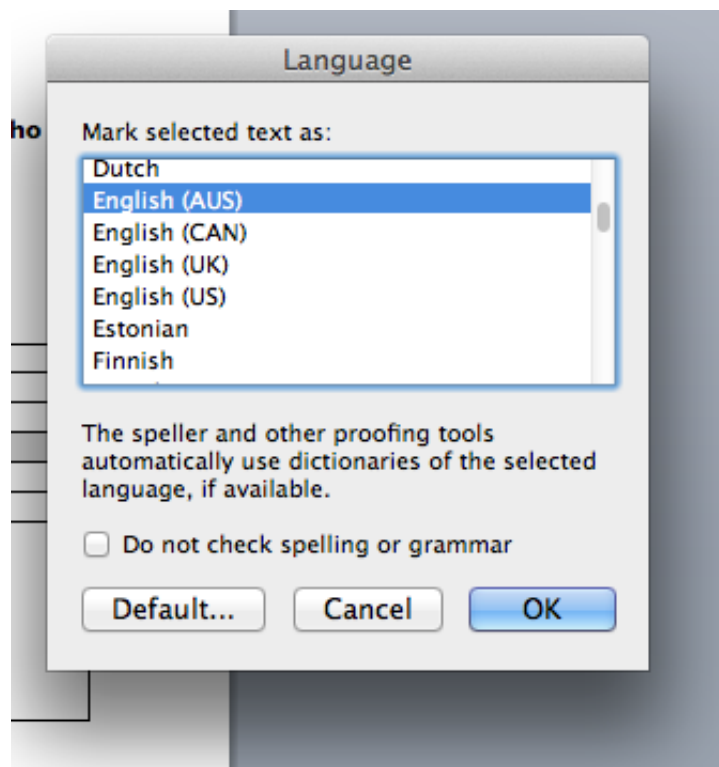 Language
ho
Mark selected text as:
Dutch
English (AUS)
English (CAN)
English (UK)
English (US)
Estonian
Finnish
The speller and other proofing tools
automatically use dictionaries of the selected
language, if available.
Do not check spelling or grammar
Default...
Cancel
OK